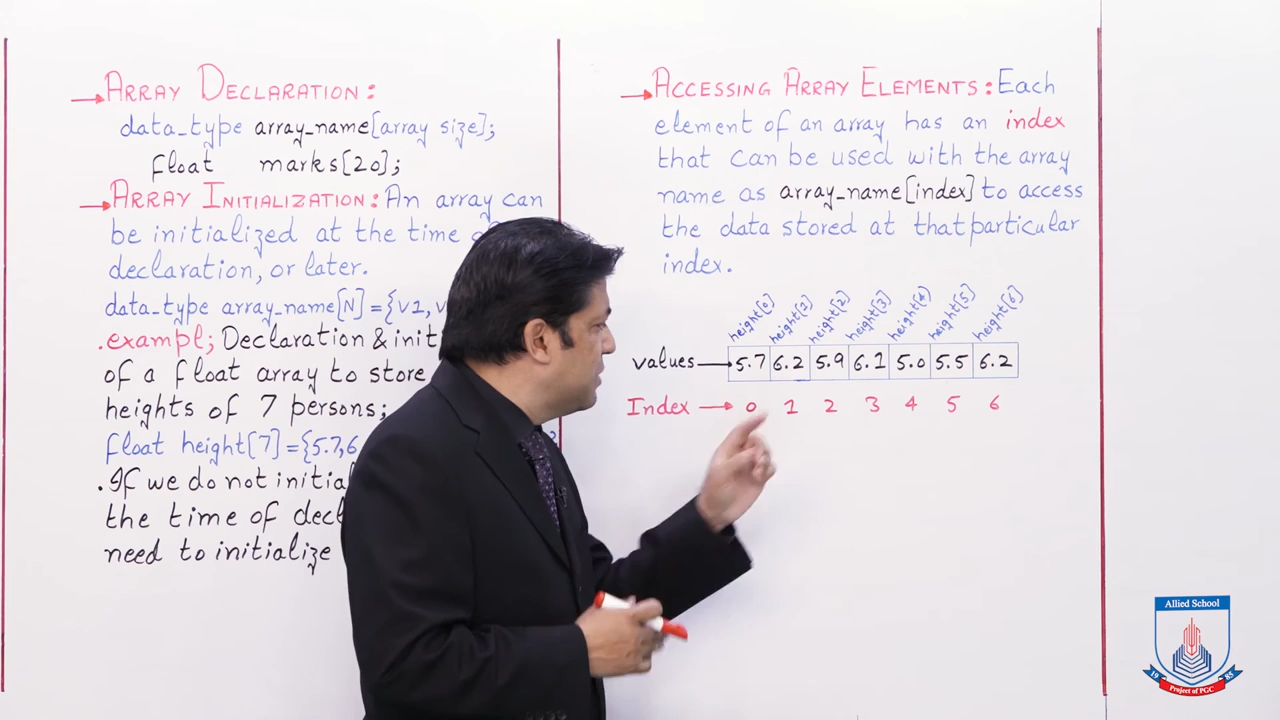 →ARRAY DECLARATION:
data_type array_name[array size];
float marks[20];
→ARRAY INITIALIZATION: An array can
be initialized at the time
declaration, or later.
data_type array_name[N] = {v1, v
.exampl; Declaration & init
of a float array to store
heights of 7 persons;
float height[7] = {5.7, 6
.If we do not initial
the time of decl
need to initialize
→ACCESSING ARRAY ELEMENTS: Each
element of an array has an index
that can be used with the array
name as array_name[index] to access
the data stored at that particular
index.
height[0] height[1] height[2] height[3] height[4] height[5] height[6]
values→ 5.7 6.2 5.9 6.1 5.0 5.5 6.2
Index → 0 1 2 3 4 5 6
Allied School
19 85
Project of PGC